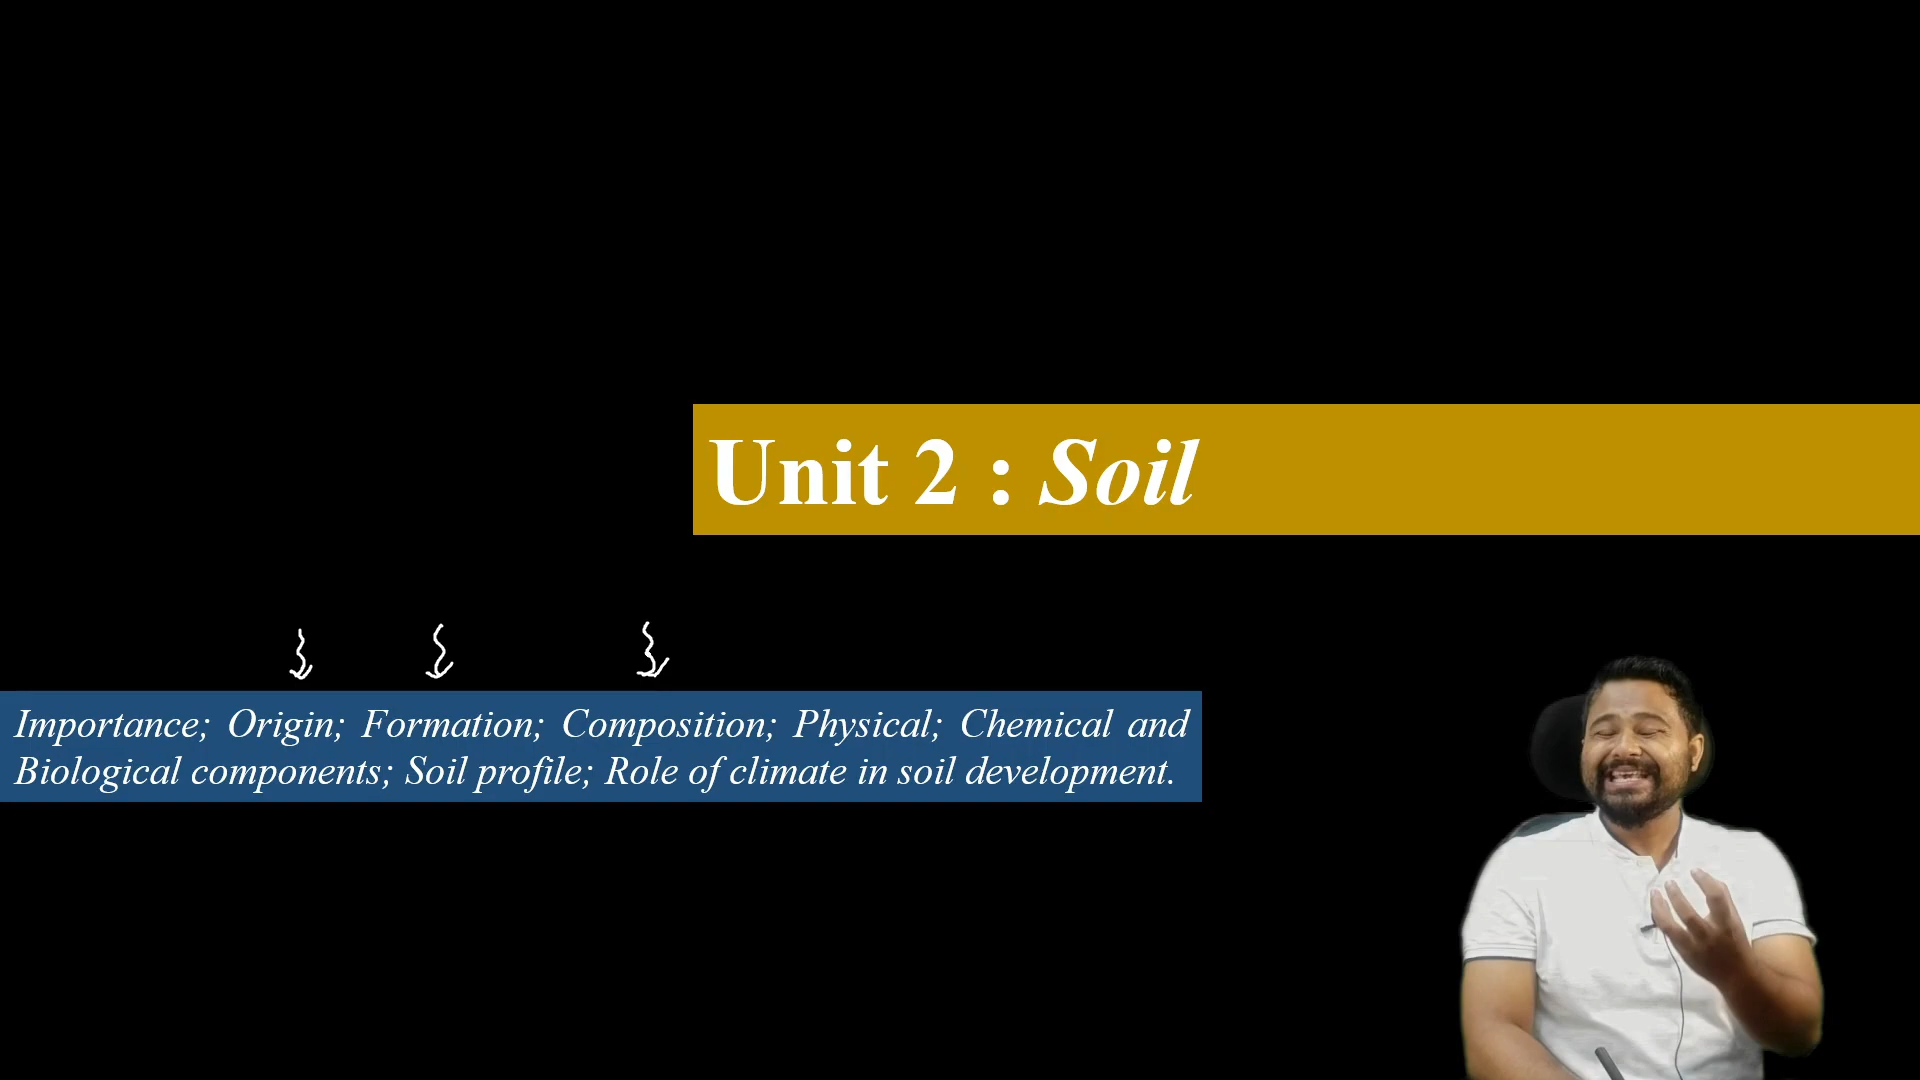 Unit 2 : Soil
Importance; Origin; Formation; Composition; Physical; Chemical and
Biological components; Soil profile; Role of climate in soil development.